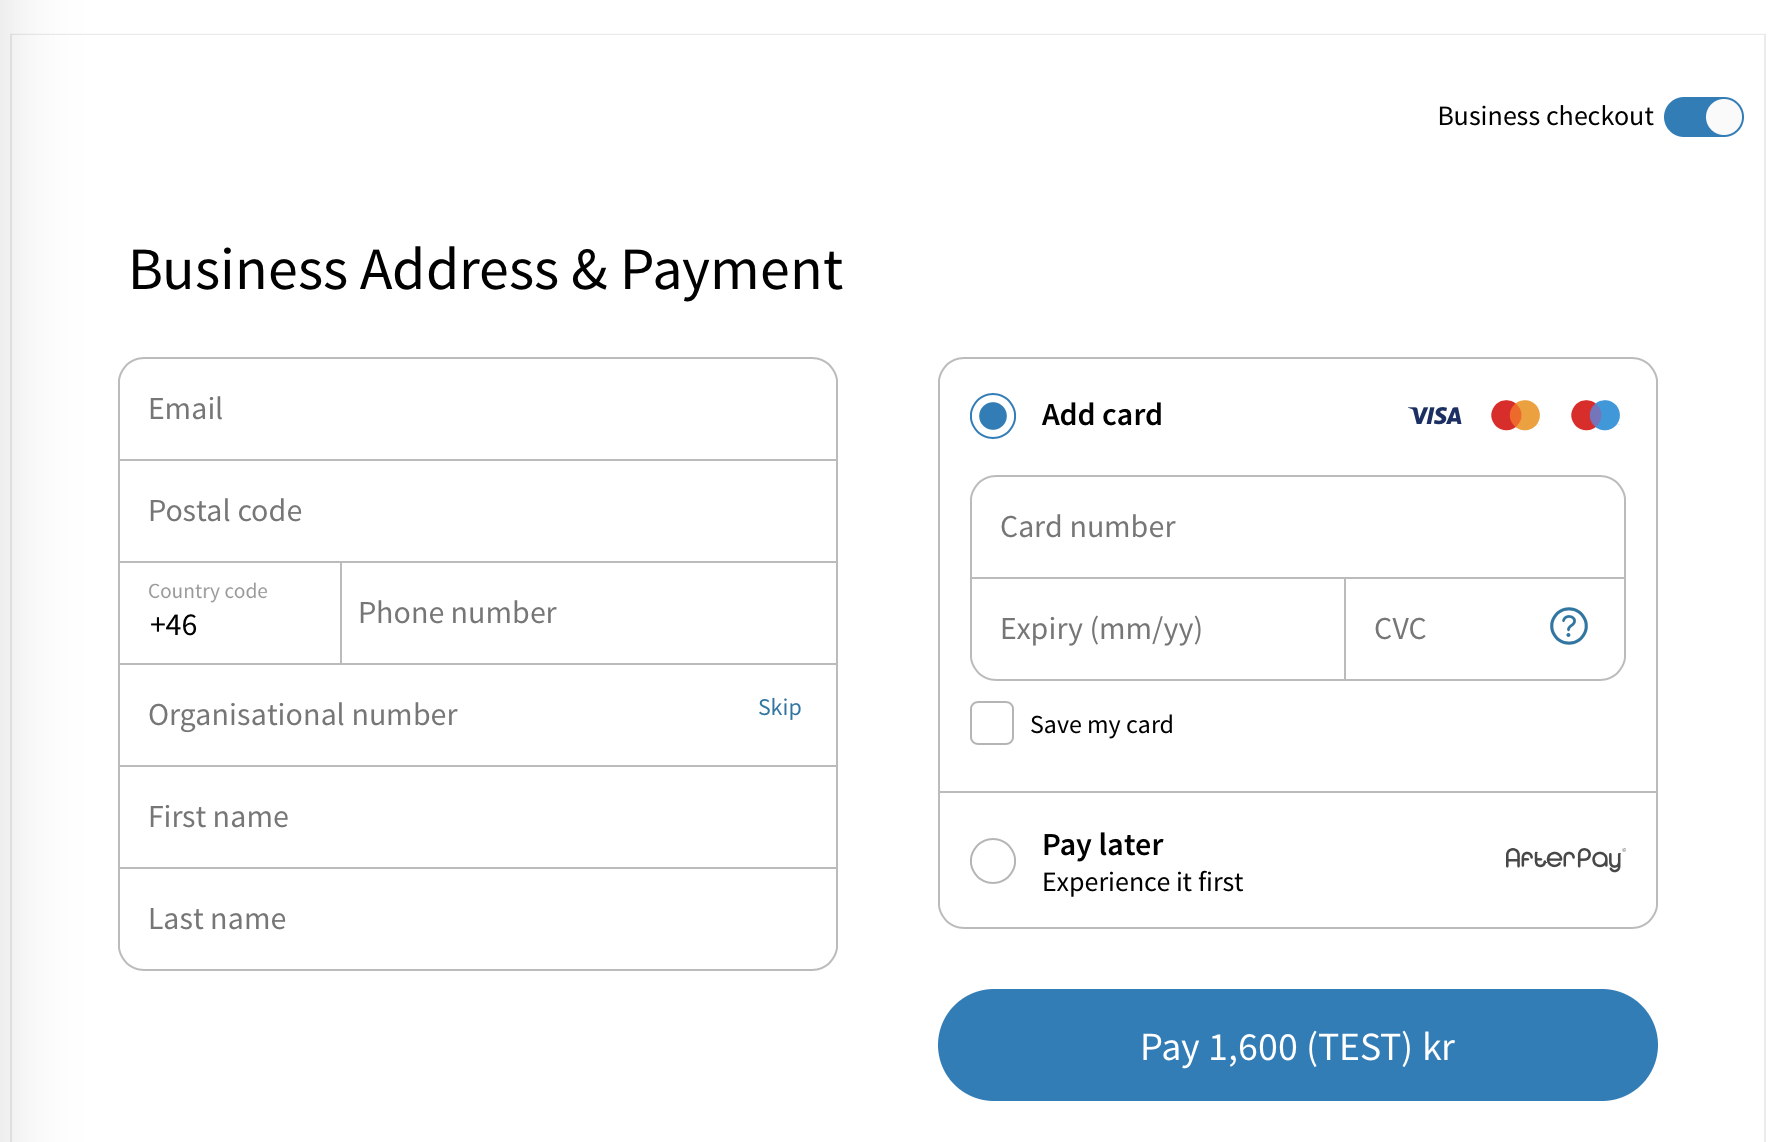 Business checkout
Business Address & Payment
Email
Postal code
Country code
+46
Phone number
Organisational number
Skip
First name
Last name
Add card
VISA
Card number
Expiry (mm/yy)
CVC
?
Save my card
Pay later
Experience it first
AfterPay
Pay 1,600 (TEST) kr